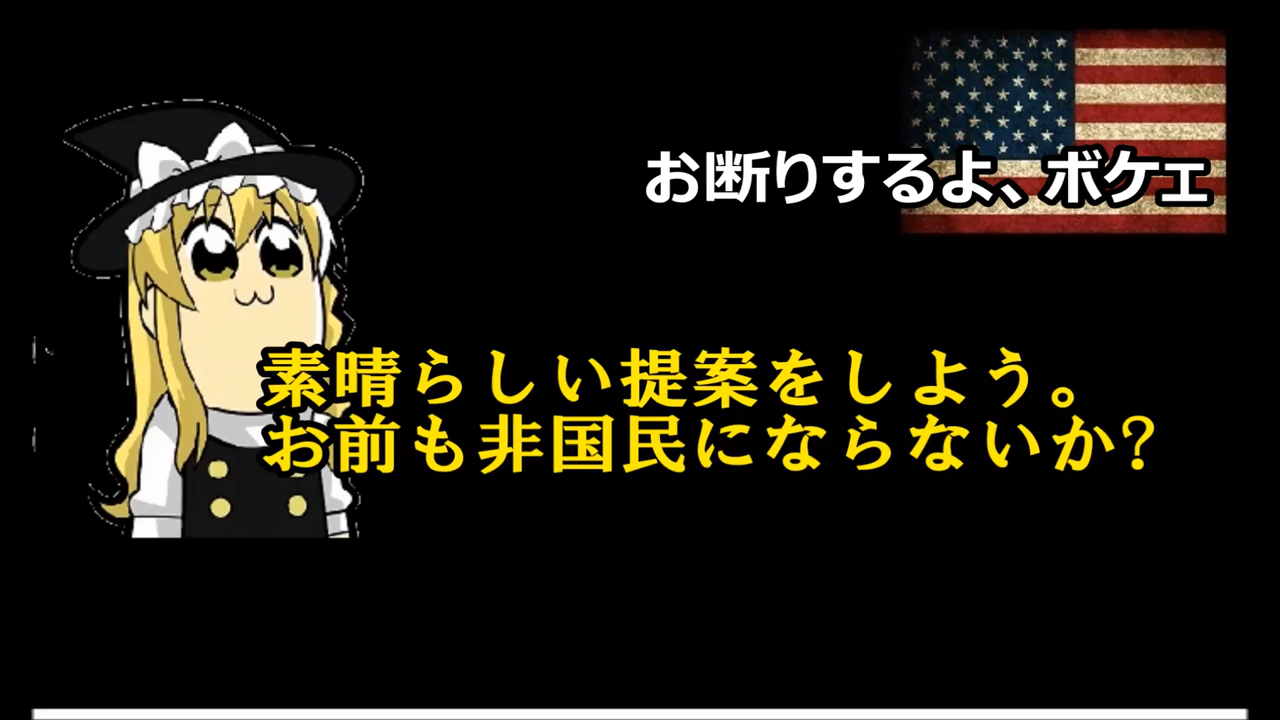 お断りするよ、ボケェ
素晴らしい提案をしよう。
お前も非国民にならないか?